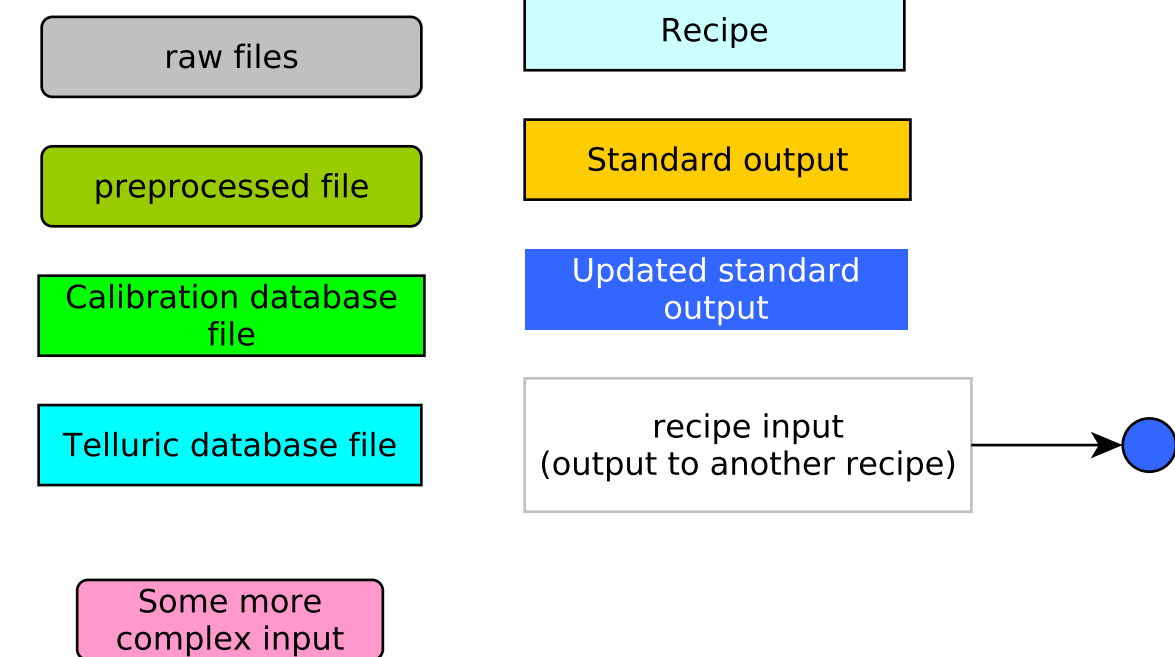 raw files
preprocessed file
Calibration database
file
Telluric database file
Some more
complex input
Recipe
Standard output
Updated standard
output
recipe input
(output to another recipe)